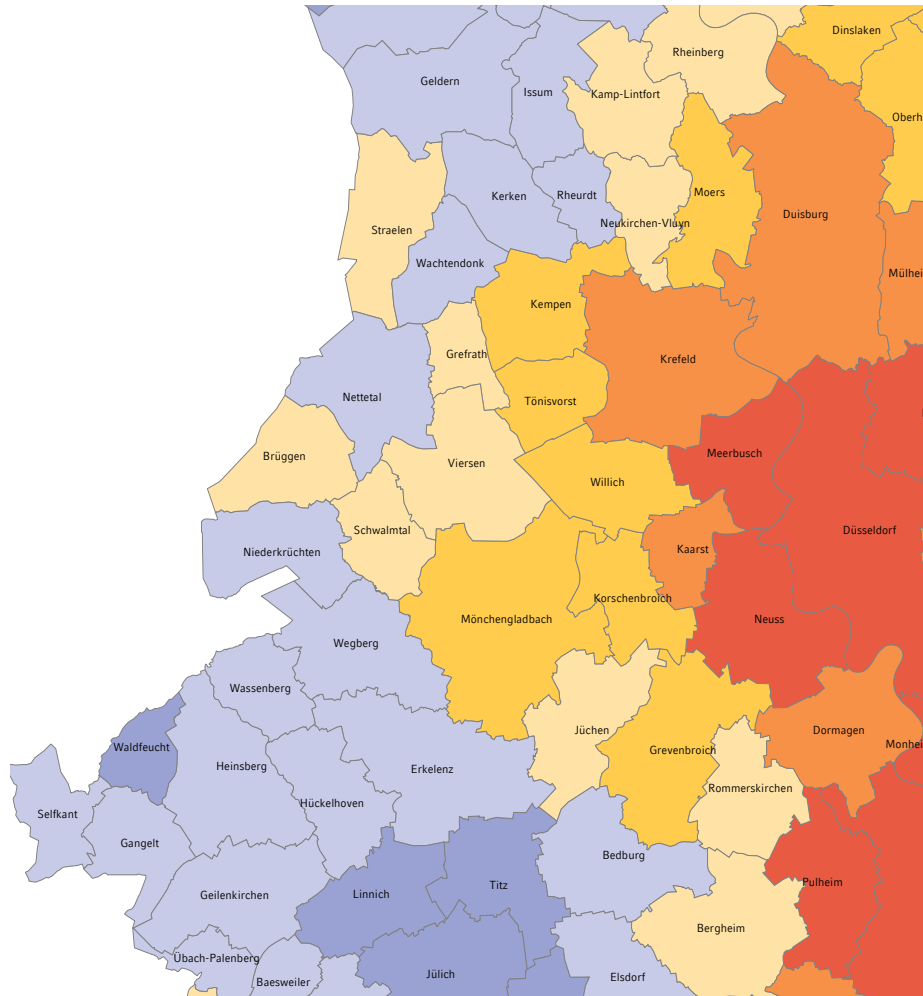 Dinslaken
Rheinberg
Geldern
Issum
Kamp-Lintfort
Oberh
Kerken
Rheurdt
Moers
Duisburg
Straelen
Neukirchen-Vluyn
Wachtendonk
Mülhei
Kempen
Grefrath
Krefeld
Nettetal
Tönisvorst
Brüggen
Viersen
Meerbusch
Willich
Schwalmtal
Düsseldorf
Niederkrüchten
Kaarst
Korschenbroich
Mönchengladbach
Neuss
Wegberg
Wassenberg
Jüchen
Dormagen
Waldfeucht
Grevenbroich
Monhei
Heinsberg
Erkelenz
Rommerskirchen
Hückelhoven
Selfkant
Gangelt
Bedburg
Pulheim
Titz
Linnich
Geilenkirchen
Bergheim
Übach-Palenberg
Jülich
Elsdorf
Baesweiler